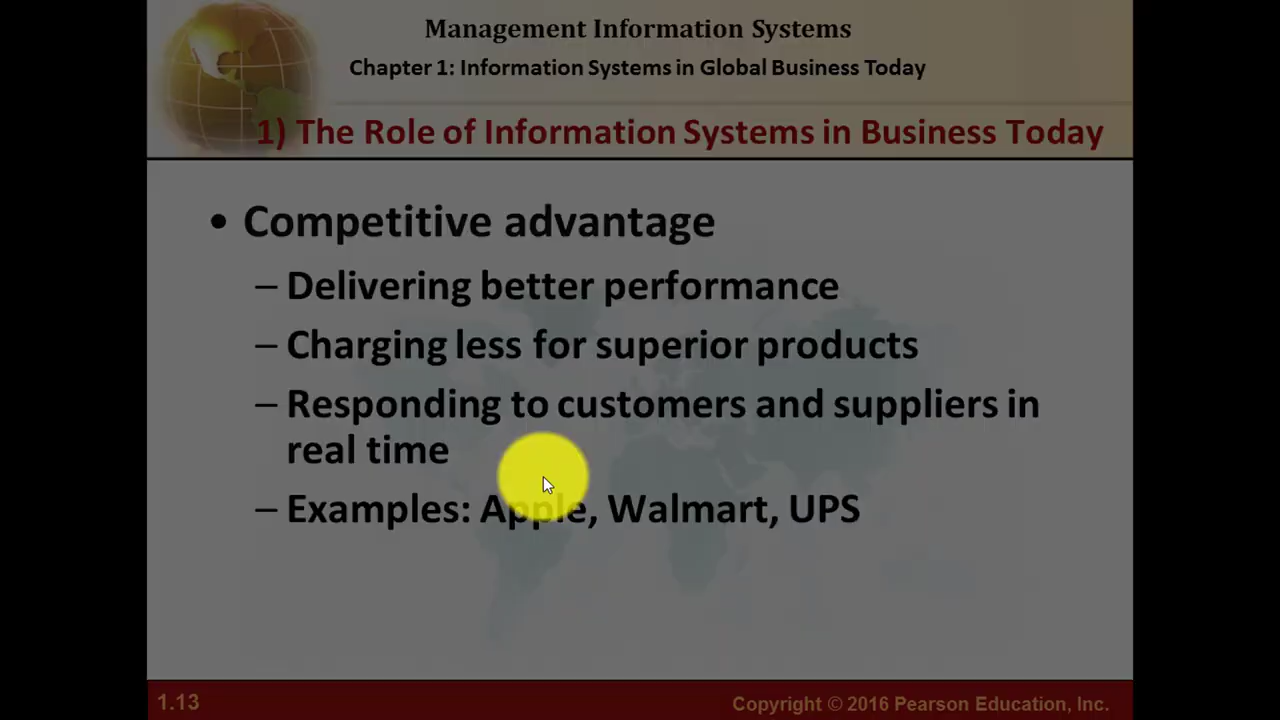 Management Information Systems
Chapter 1: Information Systems in Global Business Today
1) The Role of Information Systems in Business Today
• Competitive advantage
– Delivering better performance
– Charging less for superior products
– Responding to customers and suppliers in
real time
– Examples: Apple, Walmart, UPS
1.13
Copyright © 2016 Pearson Education, Inc.